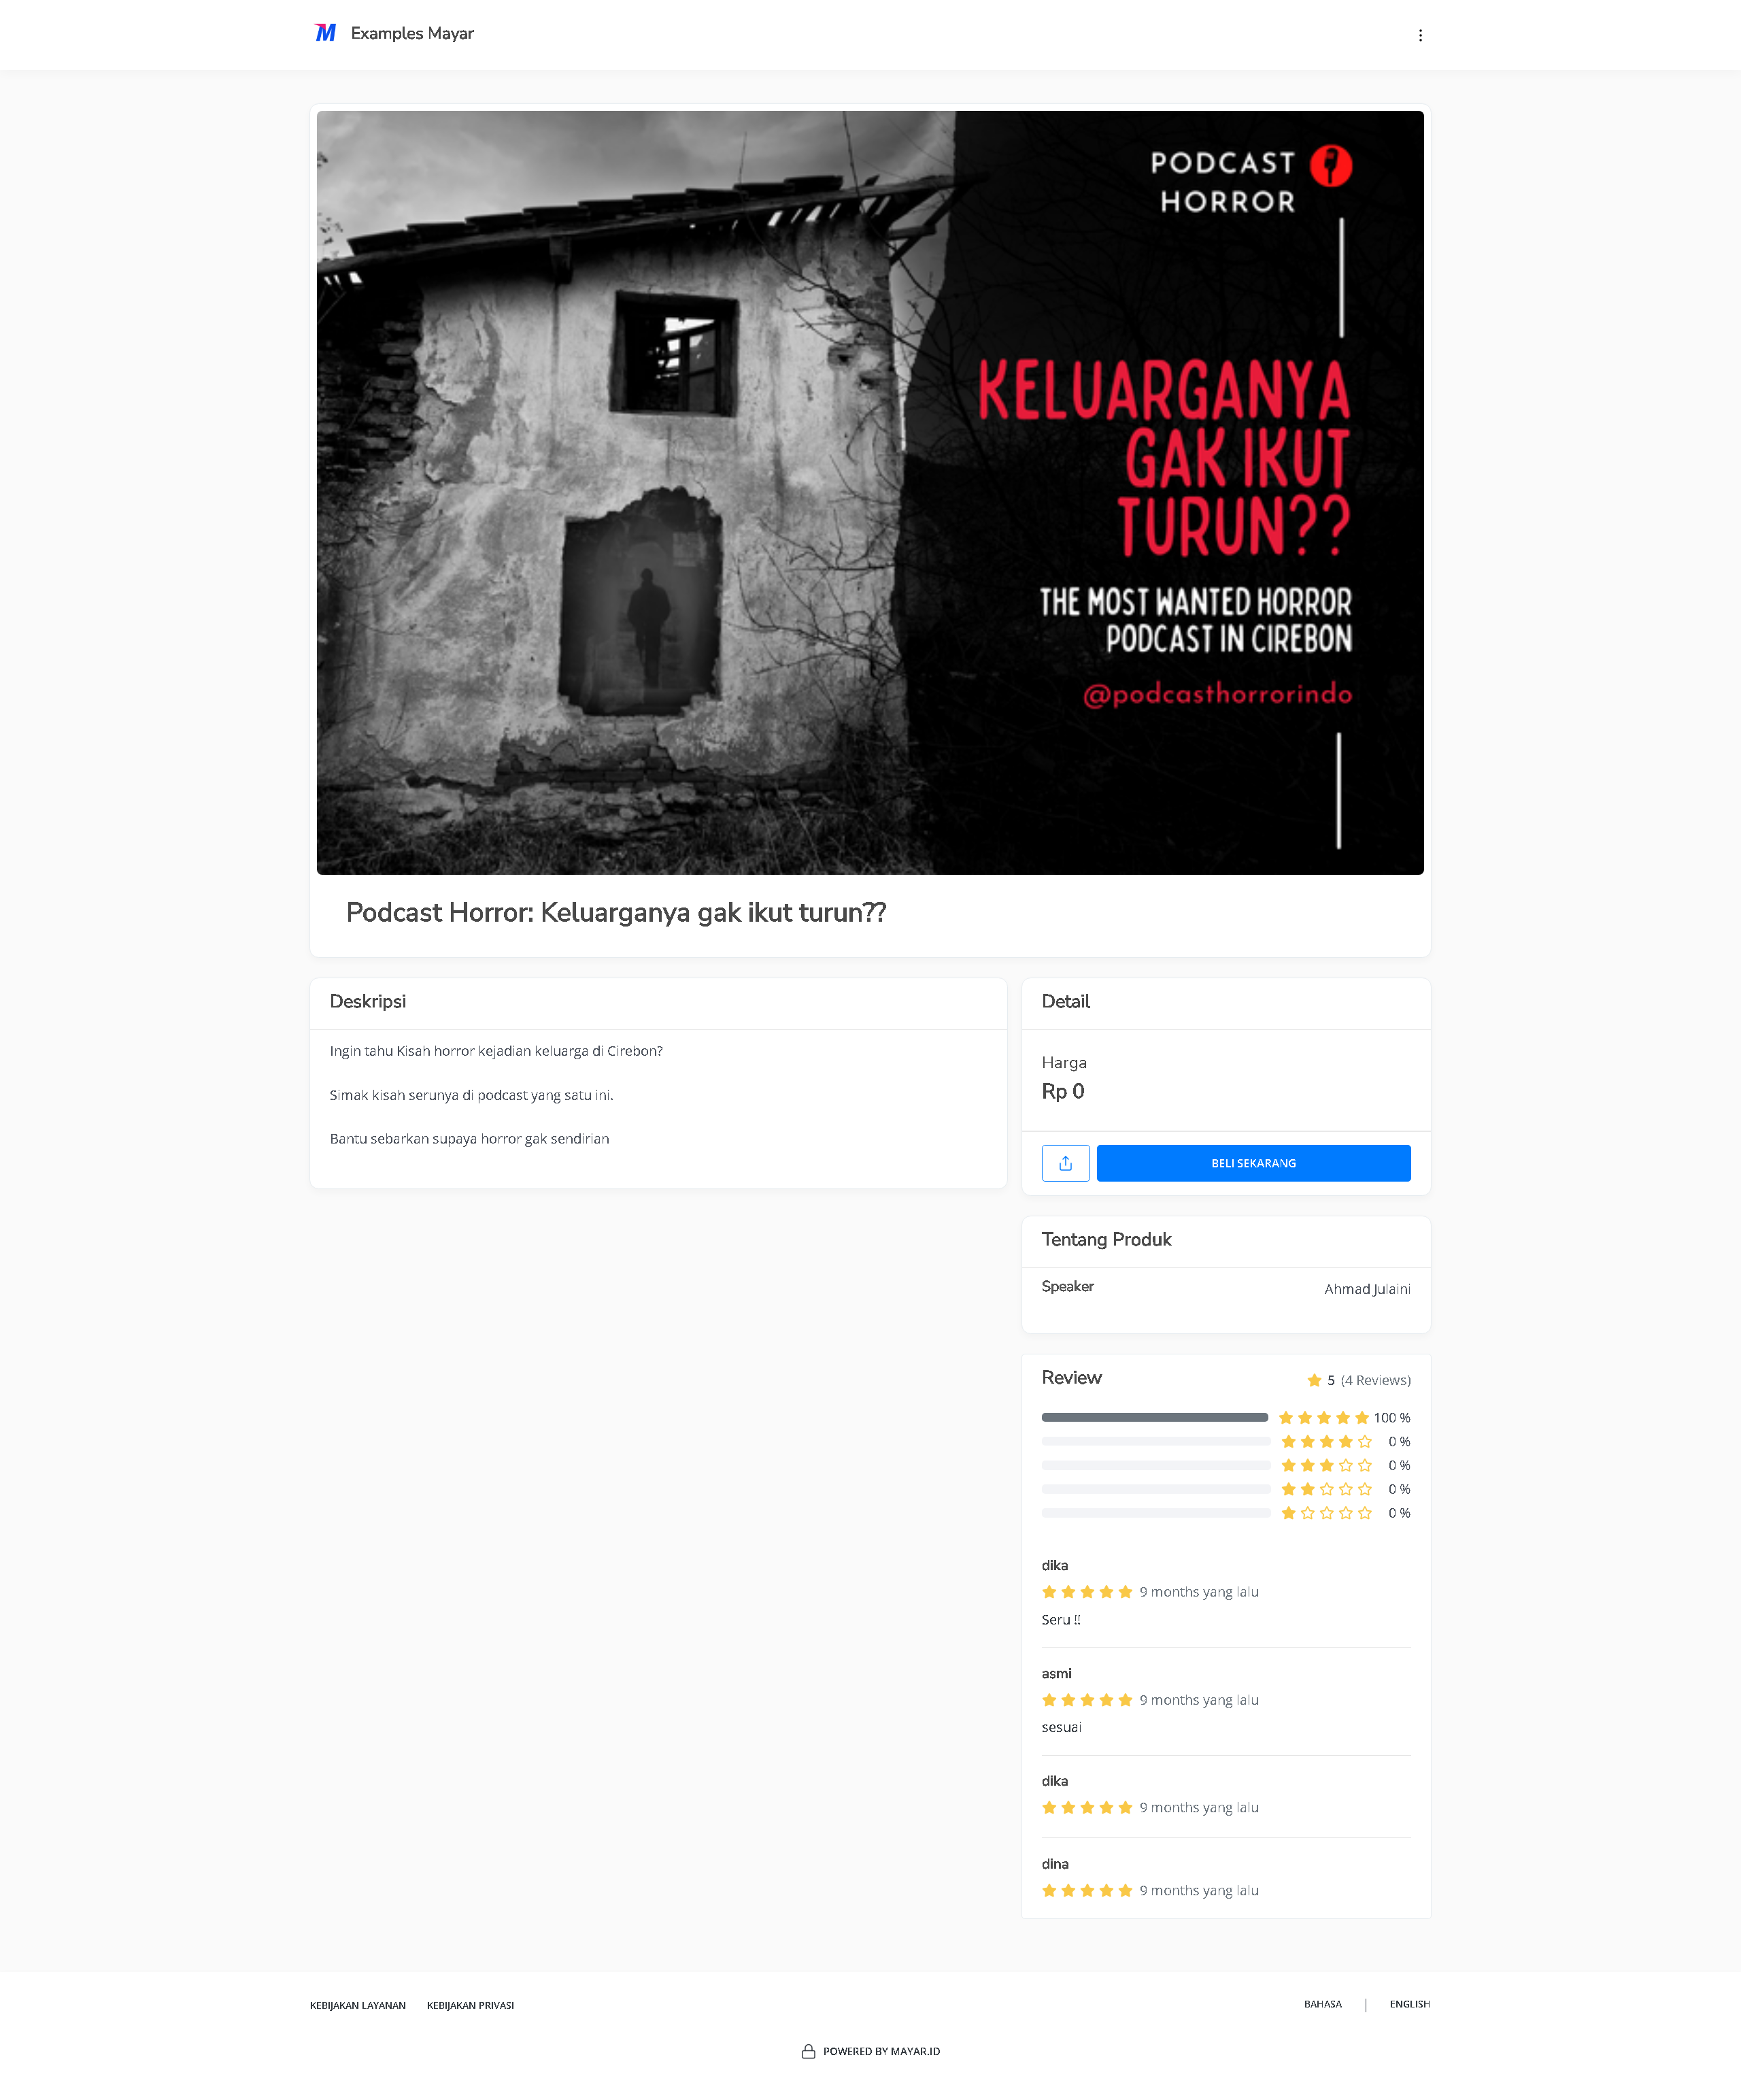 Examples Mayar
PODCAST
HORROR
KELUARGANYA
GAK IKUT
TURUN??
THE MOST WANTED HORROR
PODCAST IN CIREBON
@podcasthorrorindo
Podcast Horror: Keluarganya gak ikut turun??
Deskripsi
Ingin tahu Kisah horror kejadian keluarga di Cirebon?
Simak kisah serunya di podcast yang satu ini.
Bantu sebarkan supaya horror gak sendirian
Detail
Harga
Rp 0
BELI SEKARANG
Tentang Produk
Speaker Ahmad Julaini
Review 5 (4 Reviews)
100 %
0 %
0 %
0 %
0 %
dika
9 months yang lalu
Seru !!
asmi
9 months yang lalu
sesuai
dika
9 months yang lalu
dina
9 months yang lalu
KEBIJAKAN LAYANAN KEBIJAKAN PRIVASI BAHASA | ENGLISH
POWERED BY MAYAR.ID